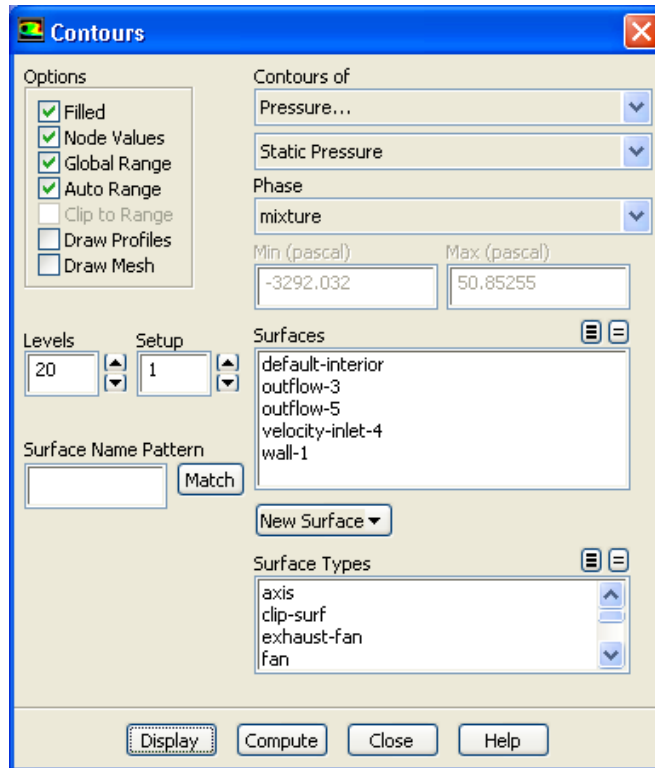 Contours
Options
Filled
Node Values
Global Range
Auto Range
Clip to Range
Draw Profiles
Draw Mesh
Levels
Setup
20
1
Surface Name Pattern
Match
Contours of
Pressure...
Static Pressure
Phase
mixture
Min (pascal)
Max (pascal)
-3292.032
50.85255
Surfaces
default-interior
outflow-3
outflow-5
velocity-inlet-4
wall-1
New Surface
Surface Types
axis
clip-surf
exhaust-fan
fan
Display
Compute
Close
Help